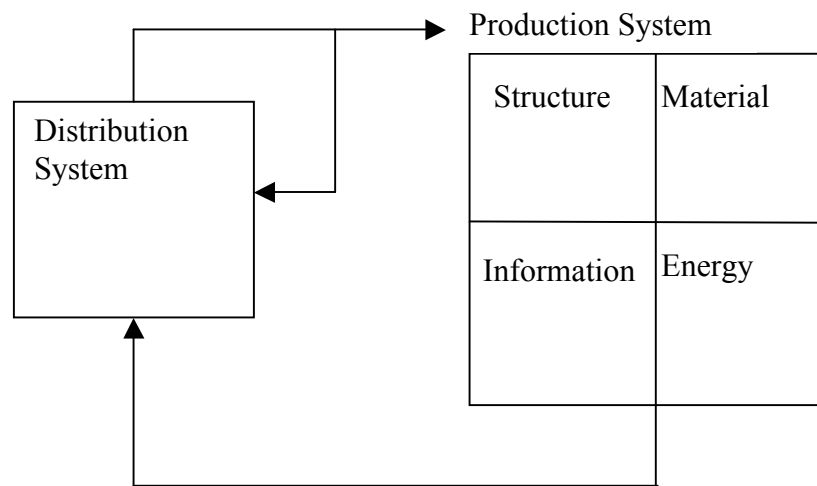 Production System
Structure
Material
Distribution
System
Information
Energy